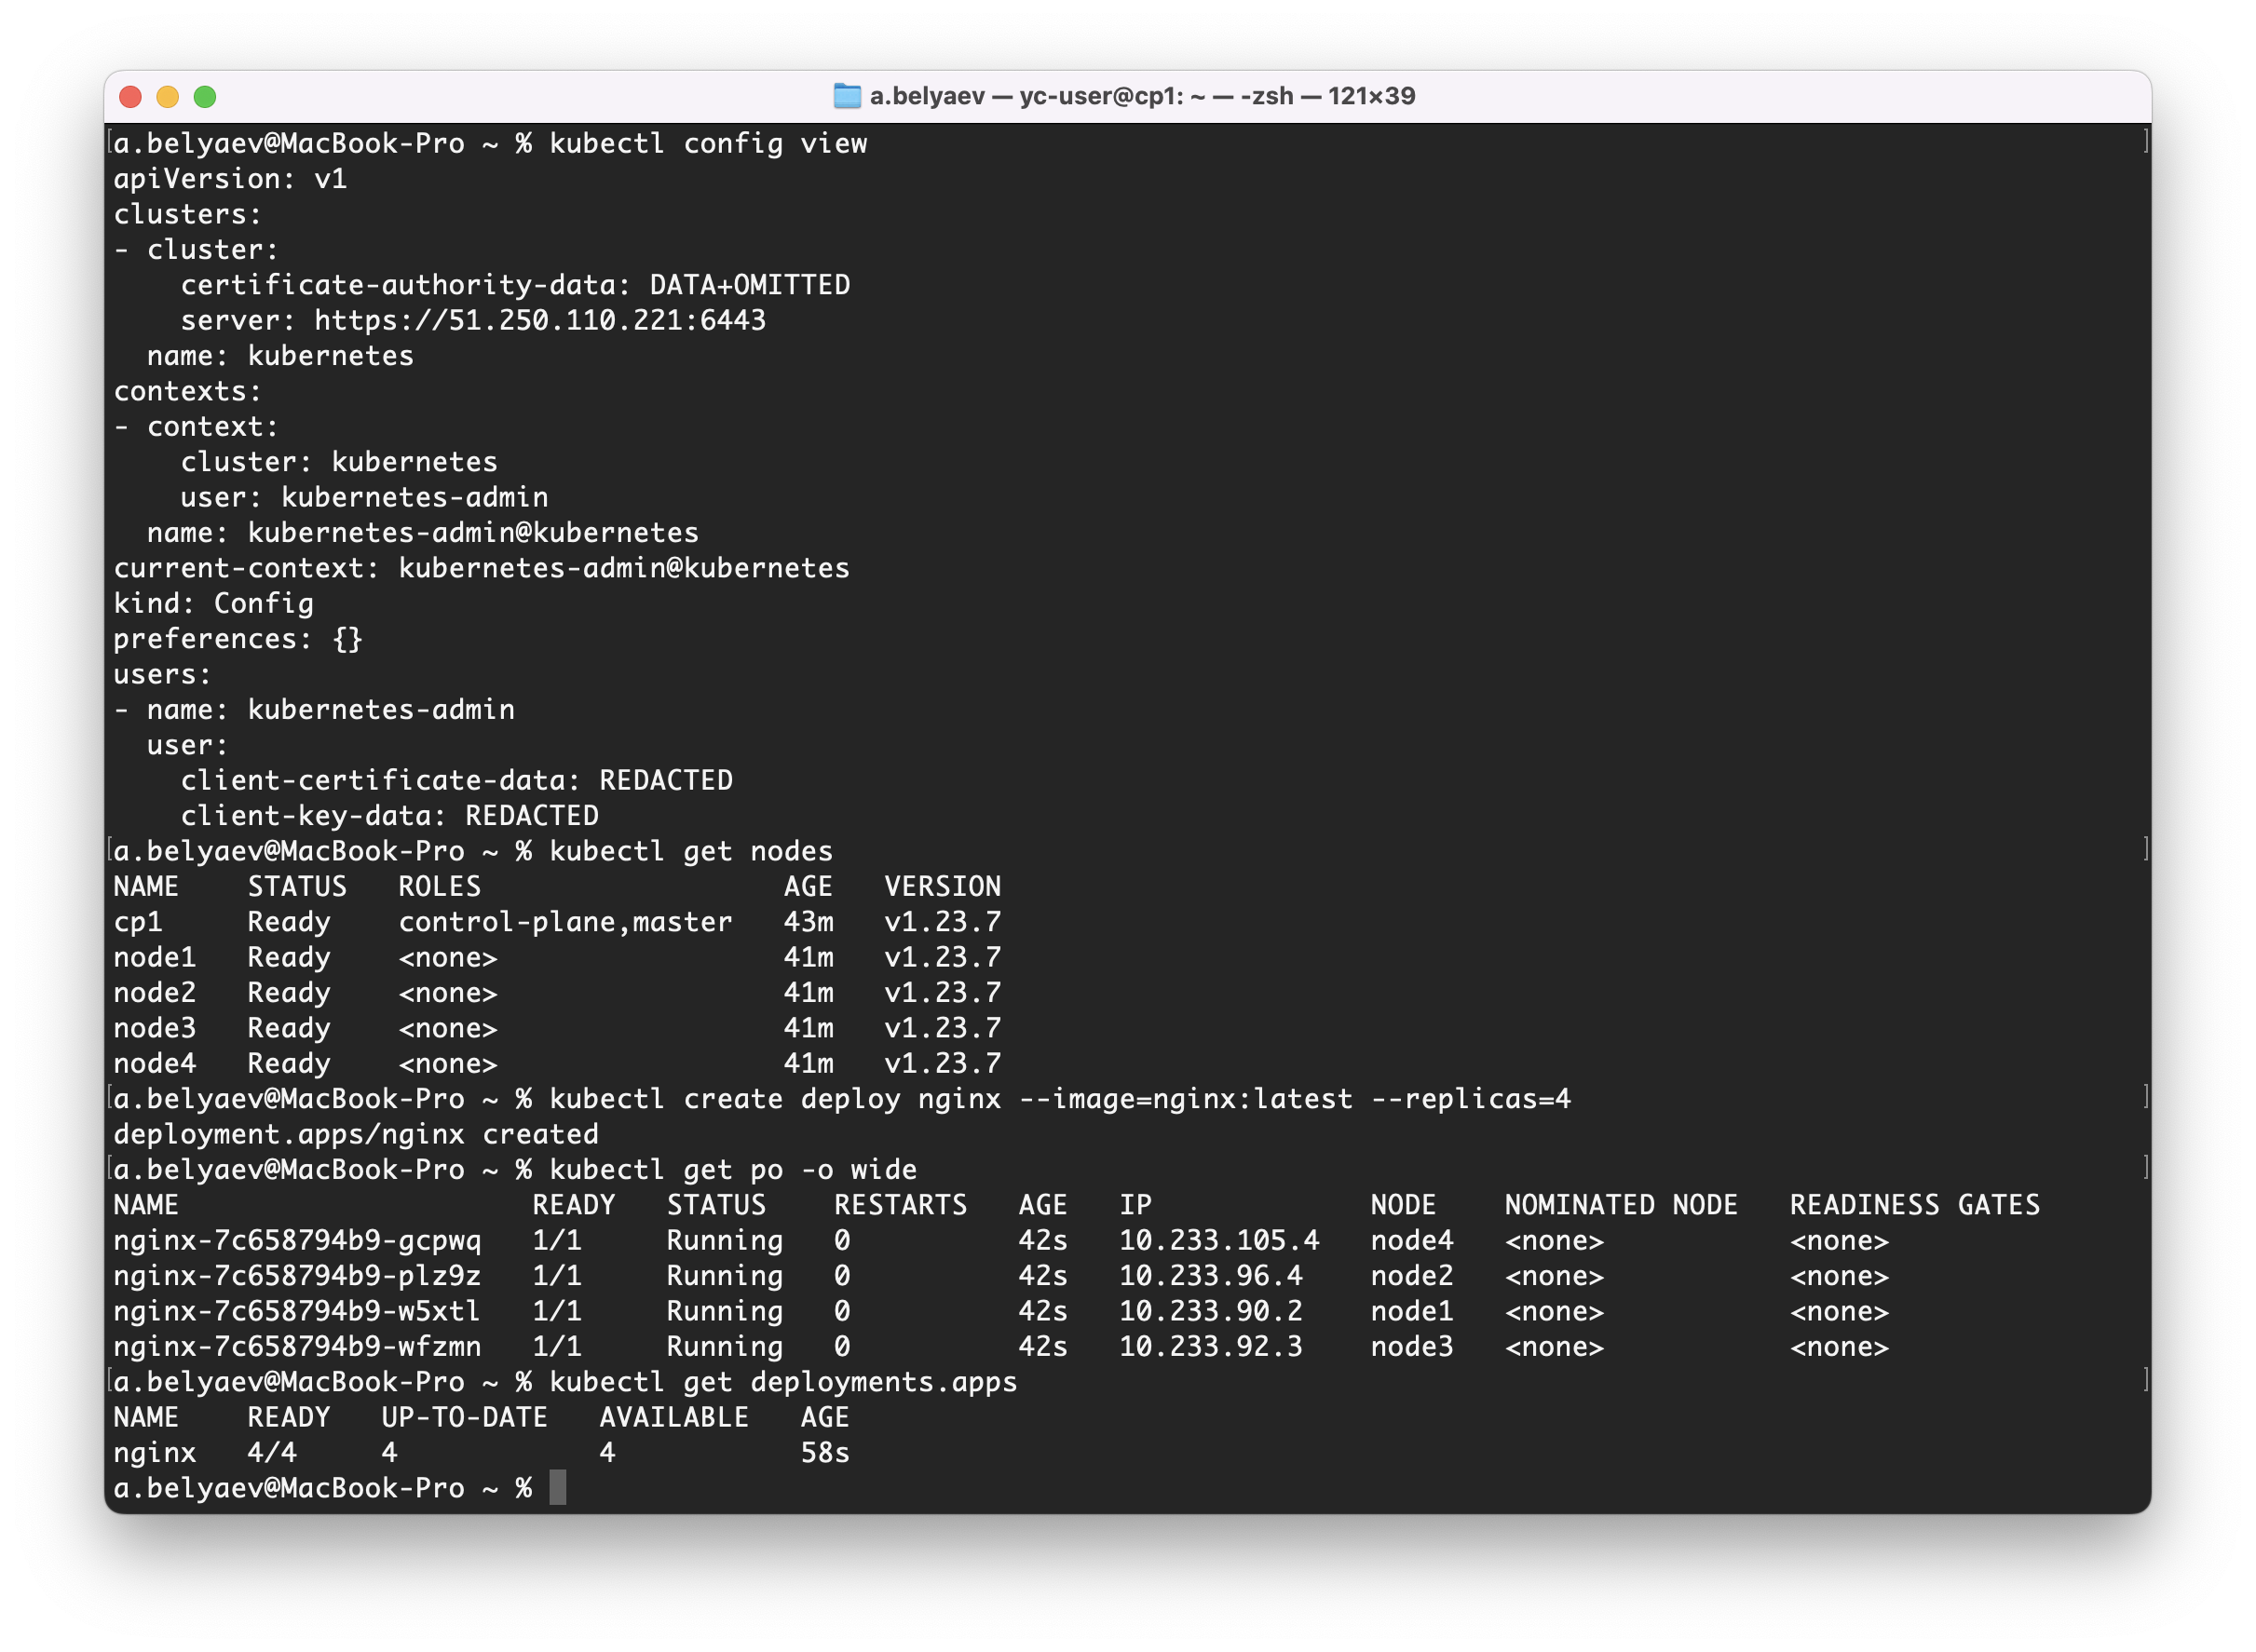 a.belyaev — yc-user@cp1: ~ — -zsh — 121×39
a.belyaev@MacBook-Pro ~ % kubectl config view
apiVersion: v1
clusters:
- cluster:
    certificate-authority-data: DATA+OMITTED
    server: https://51.250.110.221:6443
  name: kubernetes
contexts:
- context:
    cluster: kubernetes
    user: kubernetes-admin
  name: kubernetes-admin@kubernetes
current-context: kubernetes-admin@kubernetes
kind: Config
preferences: {}
users:
- name: kubernetes-admin
  user:
    client-certificate-data: REDACTED
    client-key-data: REDACTED
a.belyaev@MacBook-Pro ~ % kubectl get nodes
NAME    STATUS   ROLES                  AGE   VERSION
cp1     Ready    control-plane,master   43m   v1.23.7
node1   Ready    <none>                 41m   v1.23.7
node2   Ready    <none>                 41m   v1.23.7
node3   Ready    <none>                 41m   v1.23.7
node4   Ready    <none>                 41m   v1.23.7
a.belyaev@MacBook-Pro ~ % kubectl create deploy nginx --image=nginx:latest --replicas=4
deployment.apps/nginx created
a.belyaev@MacBook-Pro ~ % kubectl get po -o wide
NAME                     READY   STATUS    RESTARTS   AGE   IP             NODE    NOMINATED NODE   READINESS GATES
nginx-7c658794b9-gcpwq   1/1     Running   0          42s   10.233.105.4   node4   <none>           <none>
nginx-7c658794b9-plz9z   1/1     Running   0          42s   10.233.96.4    node2   <none>           <none>
nginx-7c658794b9-w5xtl   1/1     Running   0          42s   10.233.90.2    node1   <none>           <none>
nginx-7c658794b9-wfzmn   1/1     Running   0          42s   10.233.92.3    node3   <none>           <none>
a.belyaev@MacBook-Pro ~ % kubectl get deployments.apps
NAME    READY   UP-TO-DATE   AVAILABLE   AGE
nginx   4/4     4            4           58s
a.belyaev@MacBook-Pro ~ %